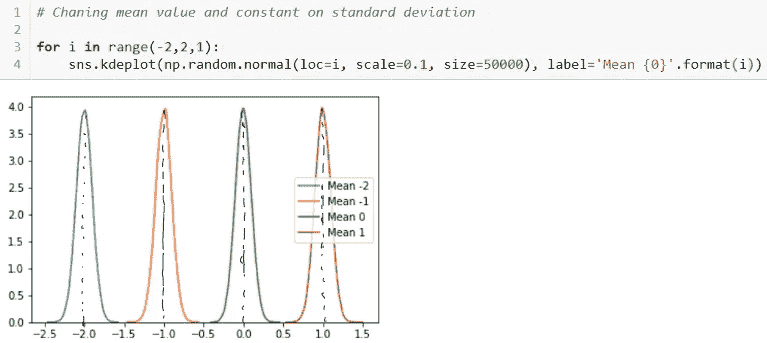 1 # Chaning mean value and constant on standard deviation
2
3 for i in range(-2,2,1):
4 sns.kdeplot(np.random.normal(loc=i, scale=0.1, size=50000), label='Mean {0}'.format(i))
4.0
3.5
3.0
2.5
2.0
1.5
1.0
0.5
0.0
Mean -2
Mean -1
Mean 0
Mean 1
−2.5 −2.0 −1.5 −1.0 −0.5 0.0 0.5 1.0 1.5